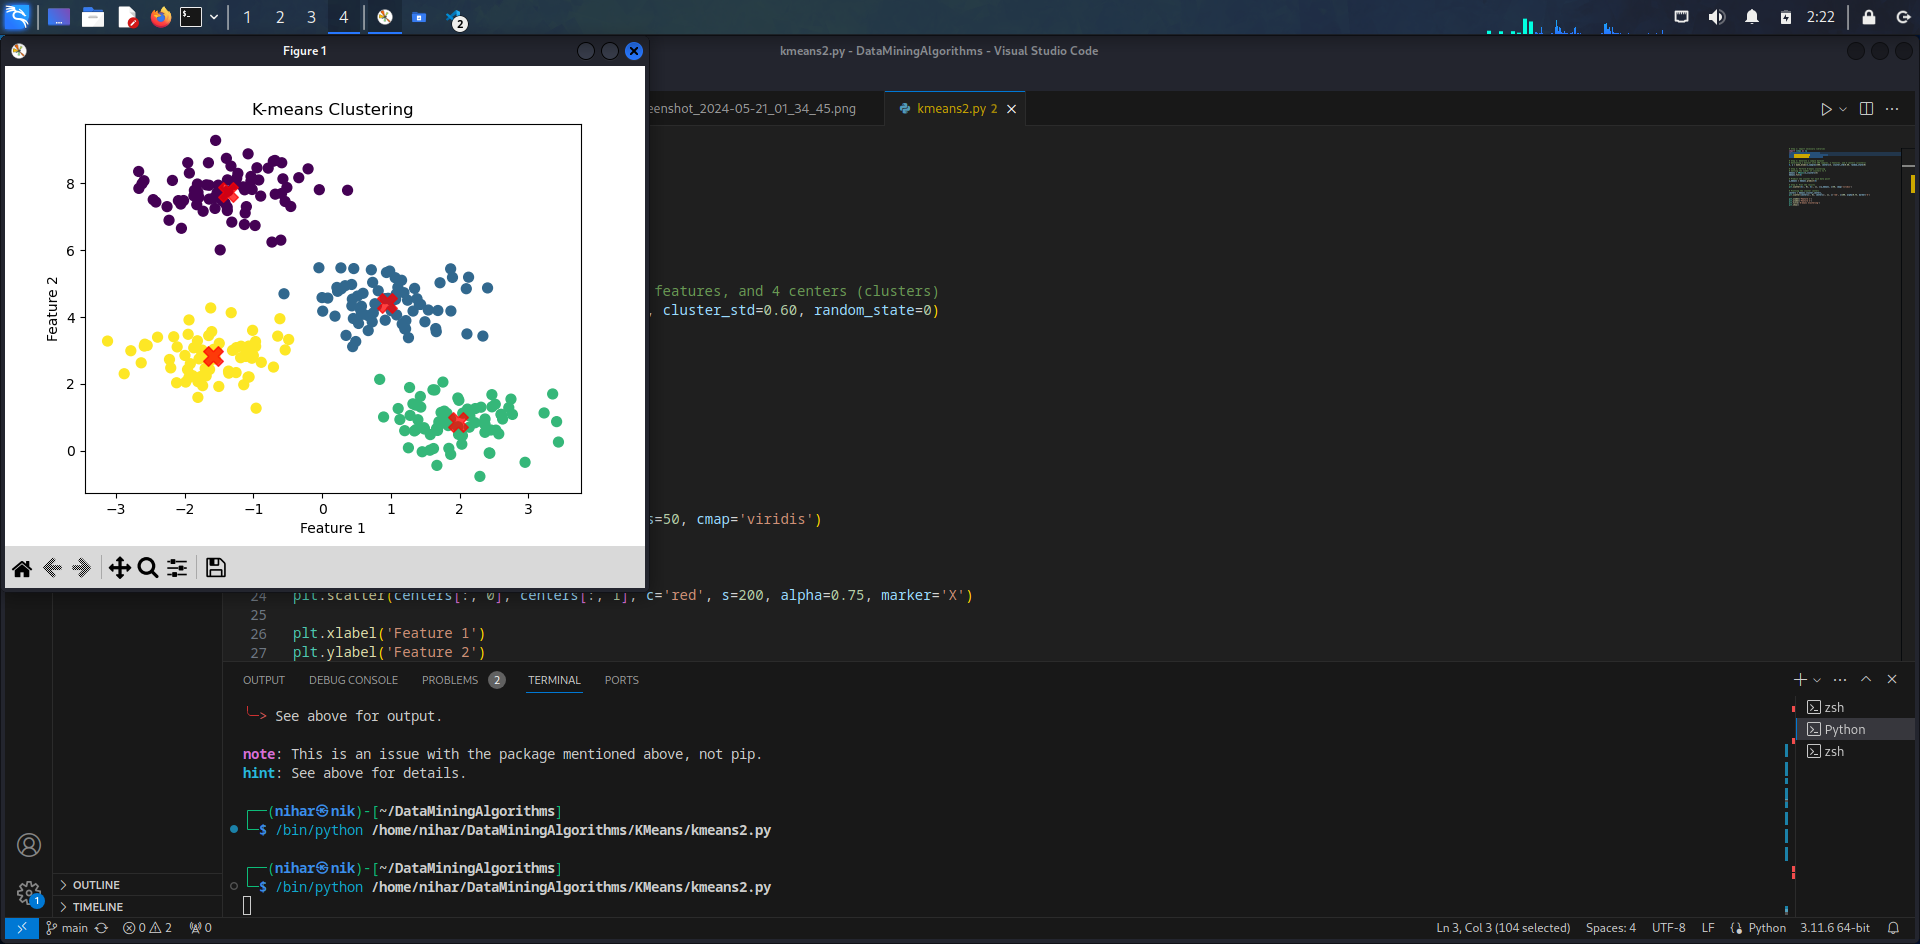 1 2 3 4 2 2:22
Figure 1
kmeans2.py - DataMiningAlgorithms - Visual Studio Code
eenshot_2024-05-21_01_34_45.png kmeans2.py 2
K-means Clustering
8
6
4
2
0
Feature 2
−3 −2 −1 0 1 2 3
Feature 1
features, and 4 centers (clusters)
, cluster_std=0.60, random_state=0)
s=50, cmap='viridis')
24 plt.scatter(centers[:, 0], centers[:, 1], c='red', s=200, alpha=0.75, marker='X')
25
26 plt.xlabel('Feature 1')
27 plt.ylabel('Feature 2')
OUTPUT DEBUG CONSOLE PROBLEMS 2 TERMINAL PORTS
╰─> See above for output.
note: This is an issue with the package mentioned above, not pip.
hint: See above for details.
┌──(nihar㉿nik)-[~/DataMiningAlgorithms]
└─$ /bin/python /home/nihar/DataMiningAlgorithms/KMeans/kmeans2.py
┌──(nihar㉿nik)-[~/DataMiningAlgorithms]
└─$ /bin/python /home/nihar/DataMiningAlgorithms/KMeans/kmeans2.py
zsh
Python
zsh
1
OUTLINE
TIMELINE
main 0 2 0 Ln 3, Col 3 (104 selected) Spaces: 4 UTF-8 LF Python 3.11.6 64-bit